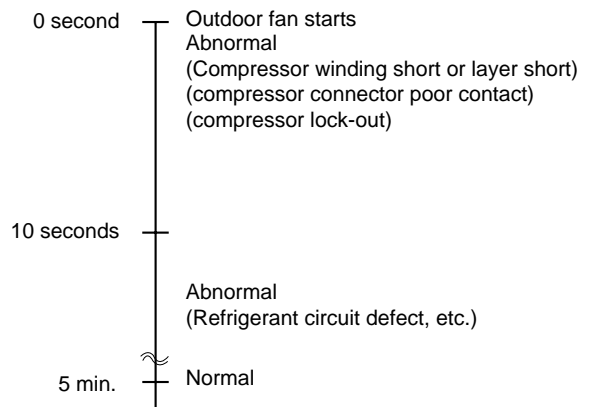 0 second
Outdoor fan starts
Abnormal
(Compressor winding short or layer short)
(compressor connector poor contact)
(compressor lock-out)
10 seconds
Abnormal
(Refrigerant circuit defect, etc.)
5 min.
Normal